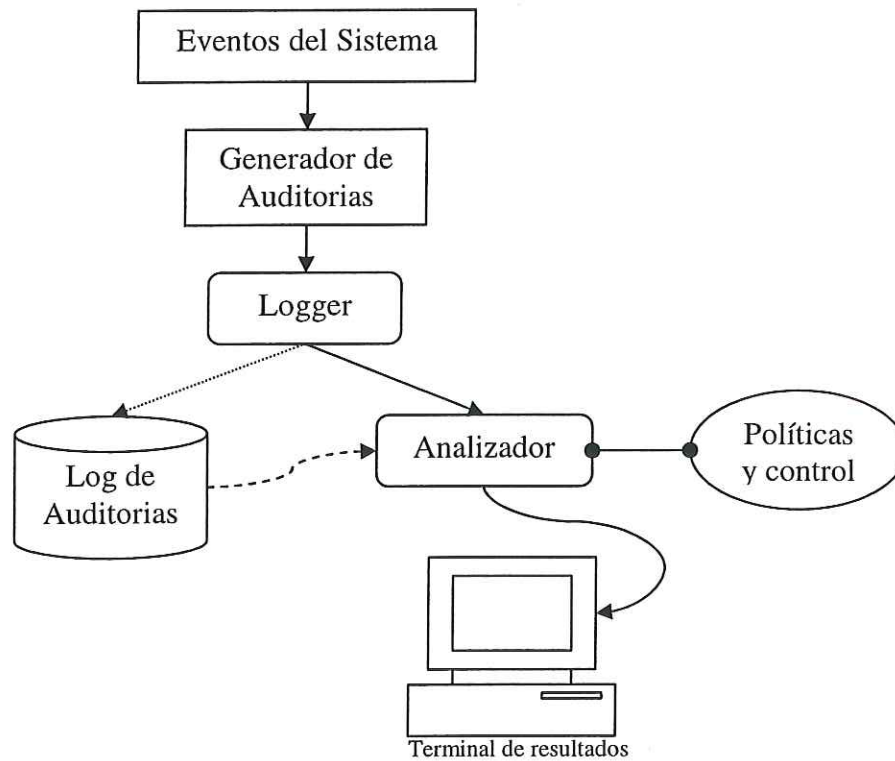 Eventos del Sistema
Generador de
Auditorias
Logger
Log de
Auditorias
Analizador
Políticas
y control
Terminal de resultados